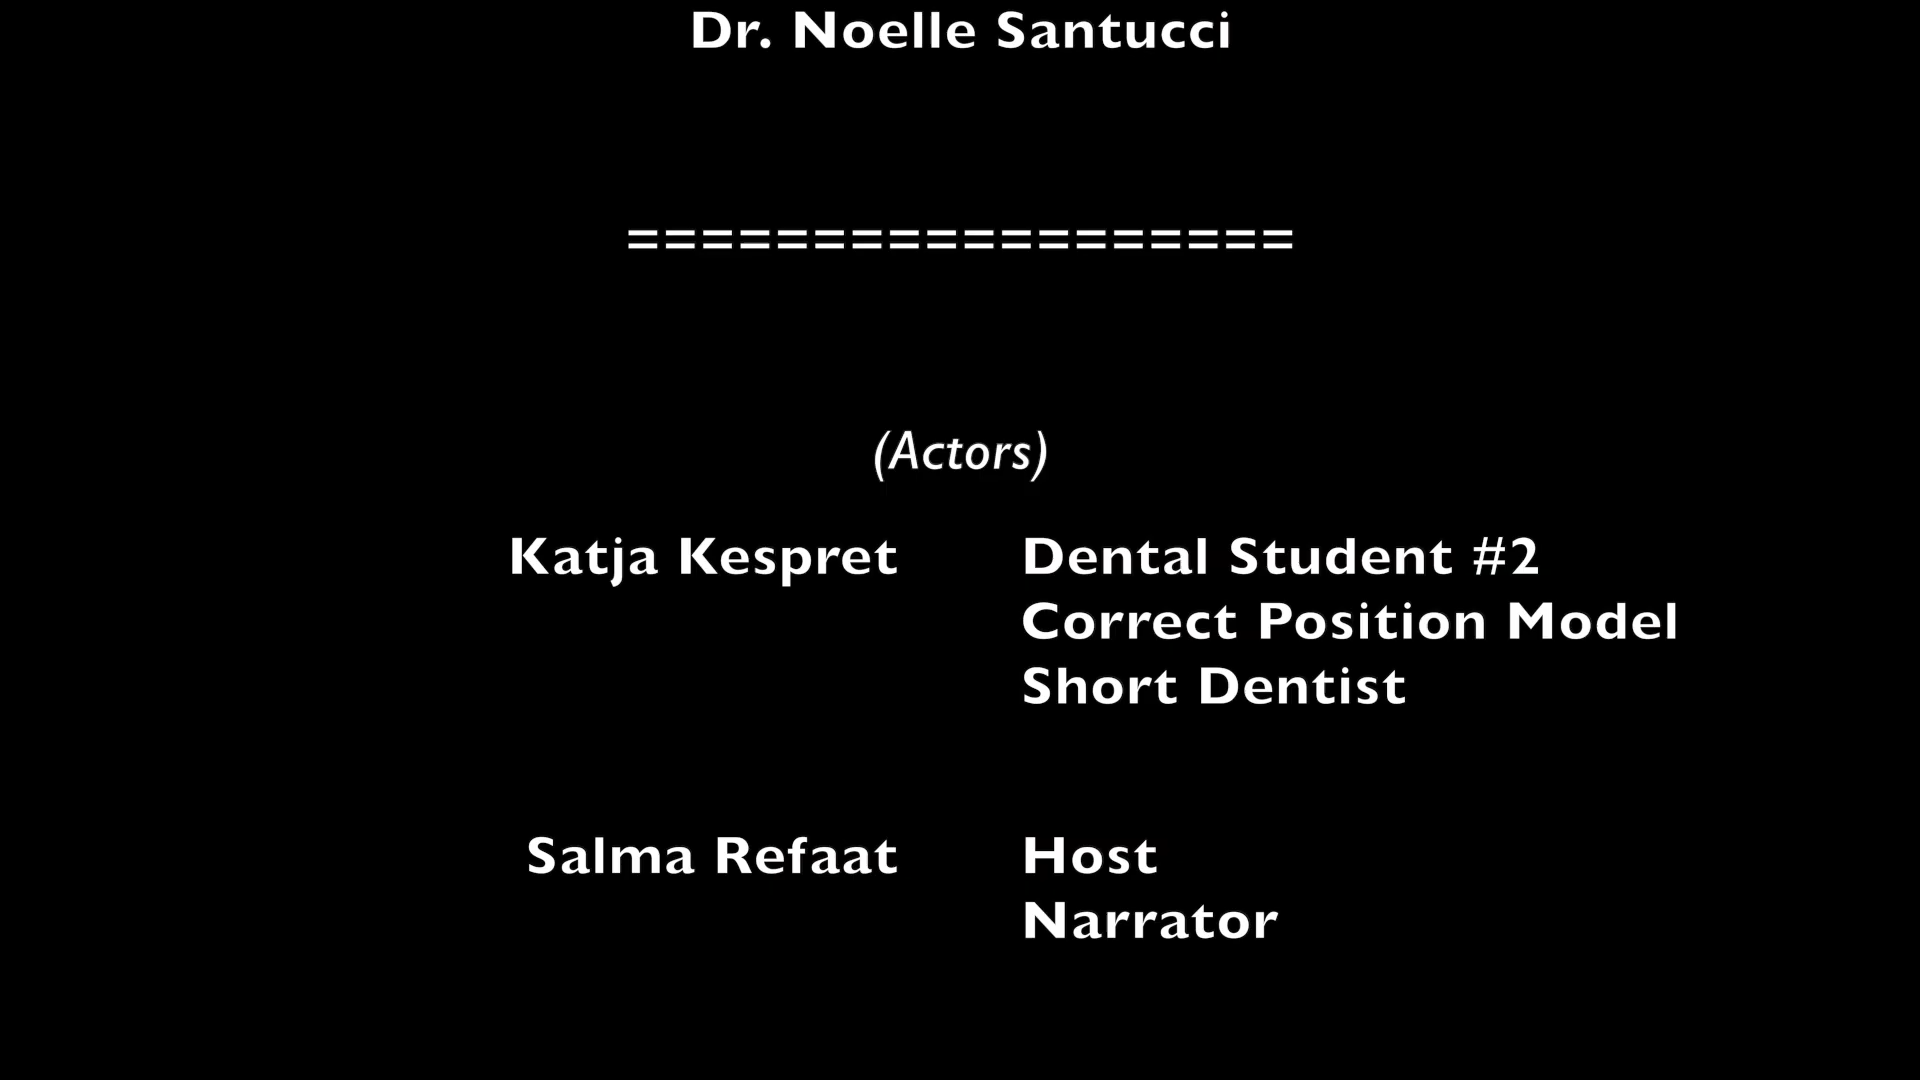 Dr. Noelle Santucci
==================
(Actors)
Katja Kespret Dental Student #2
Correct Position Model
Short Dentist
Salma Refaat Host
Narrator